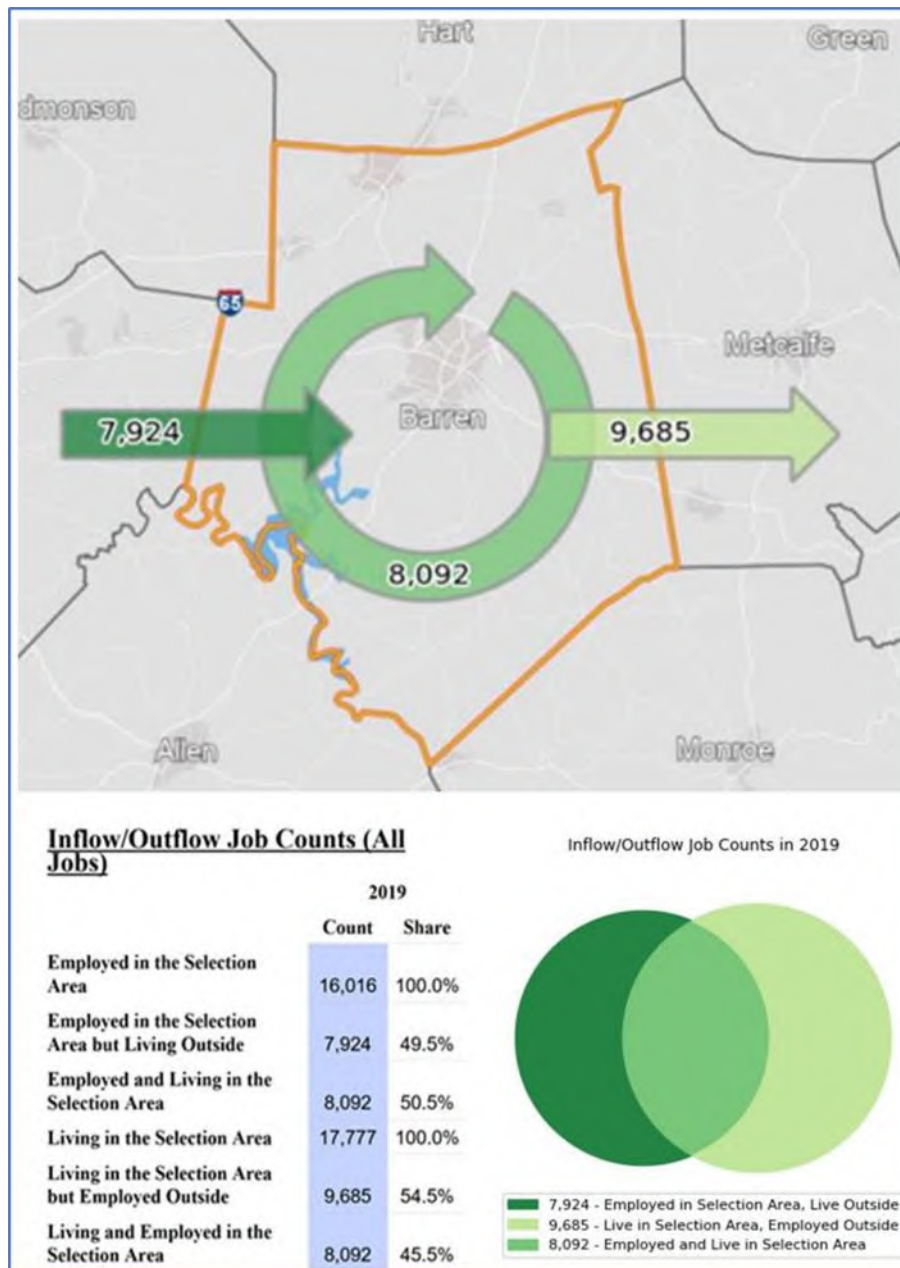 Hart
Green
dmonson
65
Metcalfe
7,924
Barren
9,685
8,092
Allen
Monroe
Inflow/Outflow Job Counts (All
Jobs)
2019
Count Share
Employed in the Selection
Area 16,016 100.0%
Employed in the Selection
Area but Living Outside 7,924 49.5%
Employed and Living in the
Selection Area 8,092 50.5%
Living in the Selection Area 17,777 100.0%
Living in the Selection Area
but Employed Outside 9,685 54.5%
Living and Employed in the
Selection Area 8,092 45.5%
Inflow/Outflow Job Counts in 2019
7,924 - Employed in Selection Area, Live Outside
9,685 - Live in Selection Area, Employed Outside
8,092 - Employed and Live in Selection Area